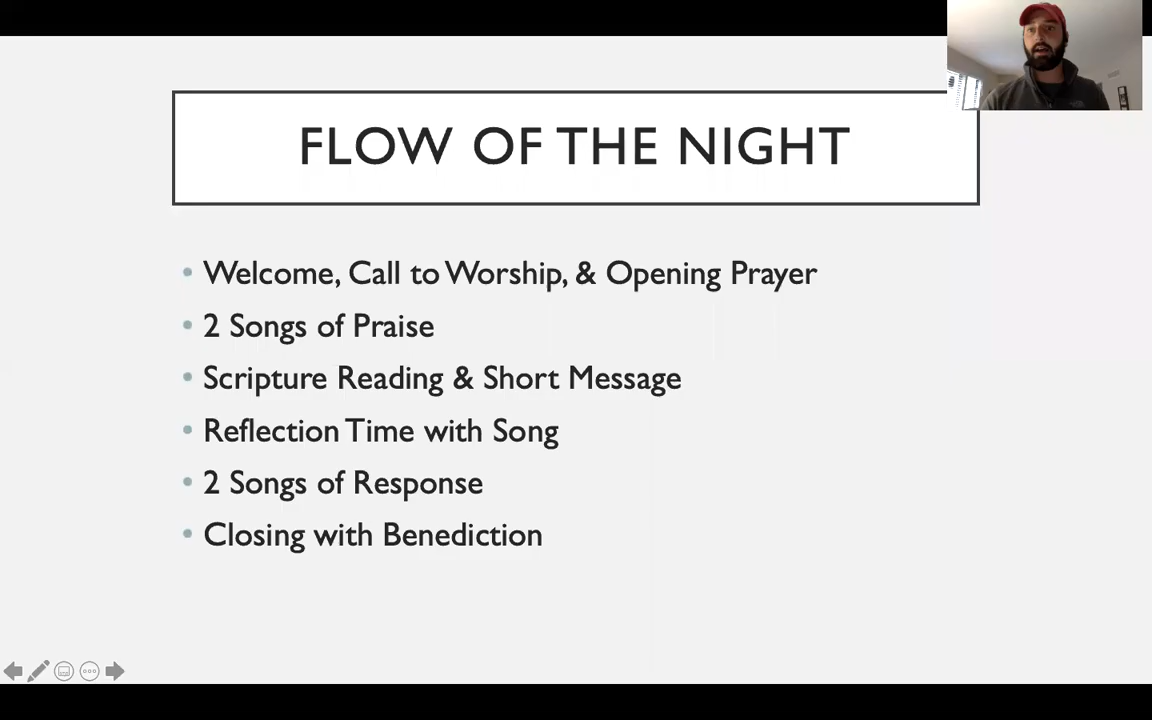 FLOW OF THE NIGHT
• Welcome, Call to Worship, & Opening Prayer
• 2 Songs of Praise
• Scripture Reading & Short Message
• Reflection Time with Song
• 2 Songs of Response
• Closing with Benediction